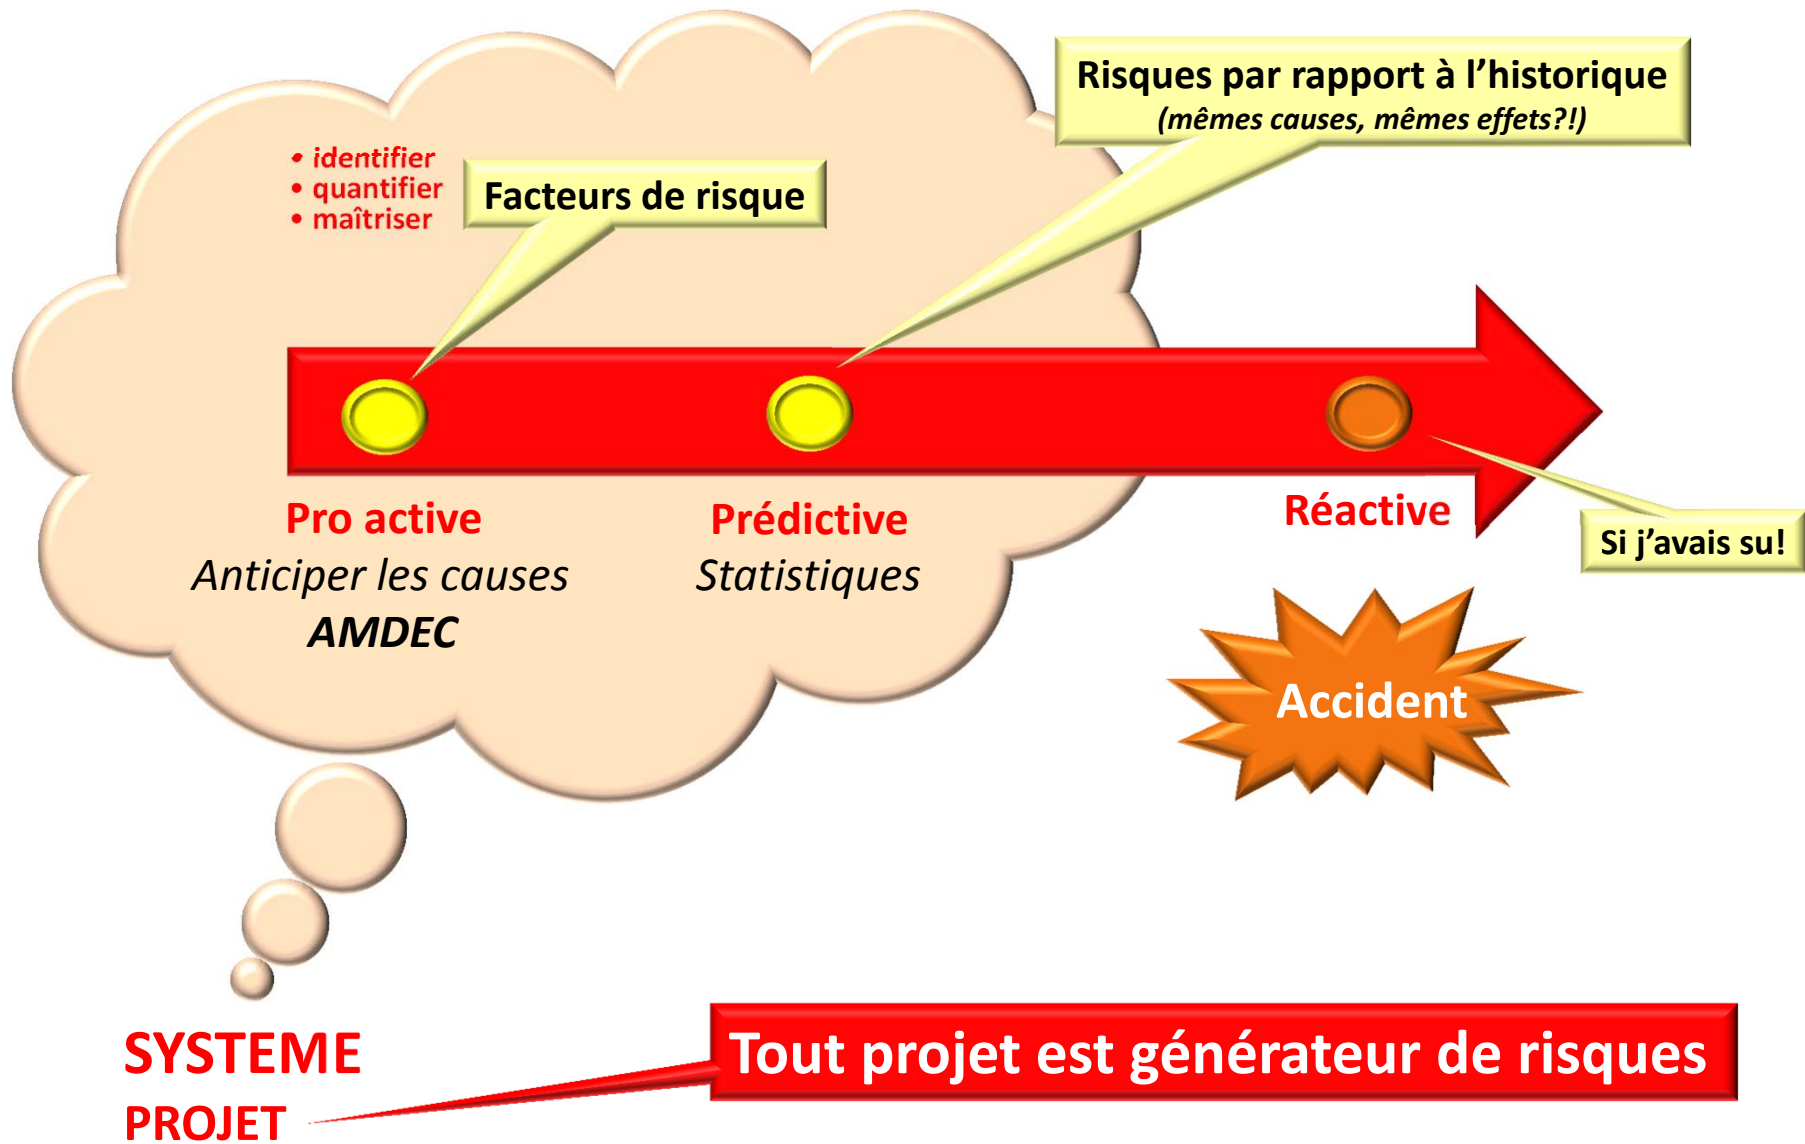 Risques par rapport à l’historique
(mêmes causes, mêmes effets?!)
• identifier
• quantifier
• maîtriser
Facteurs de risque
Pro active
Anticiper les causes
AMDEC
Prédictive
Statistiques
Réactive
Si j’avais su!
Accident
SYSTEME
PROJET
Tout projet est générateur de risques